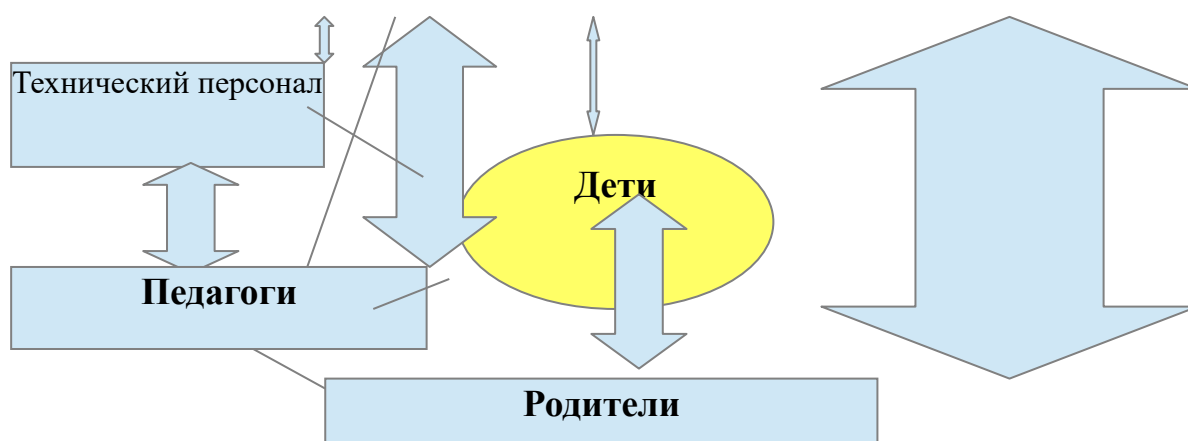 Технический персонал
Дети
Педагоги
Родители